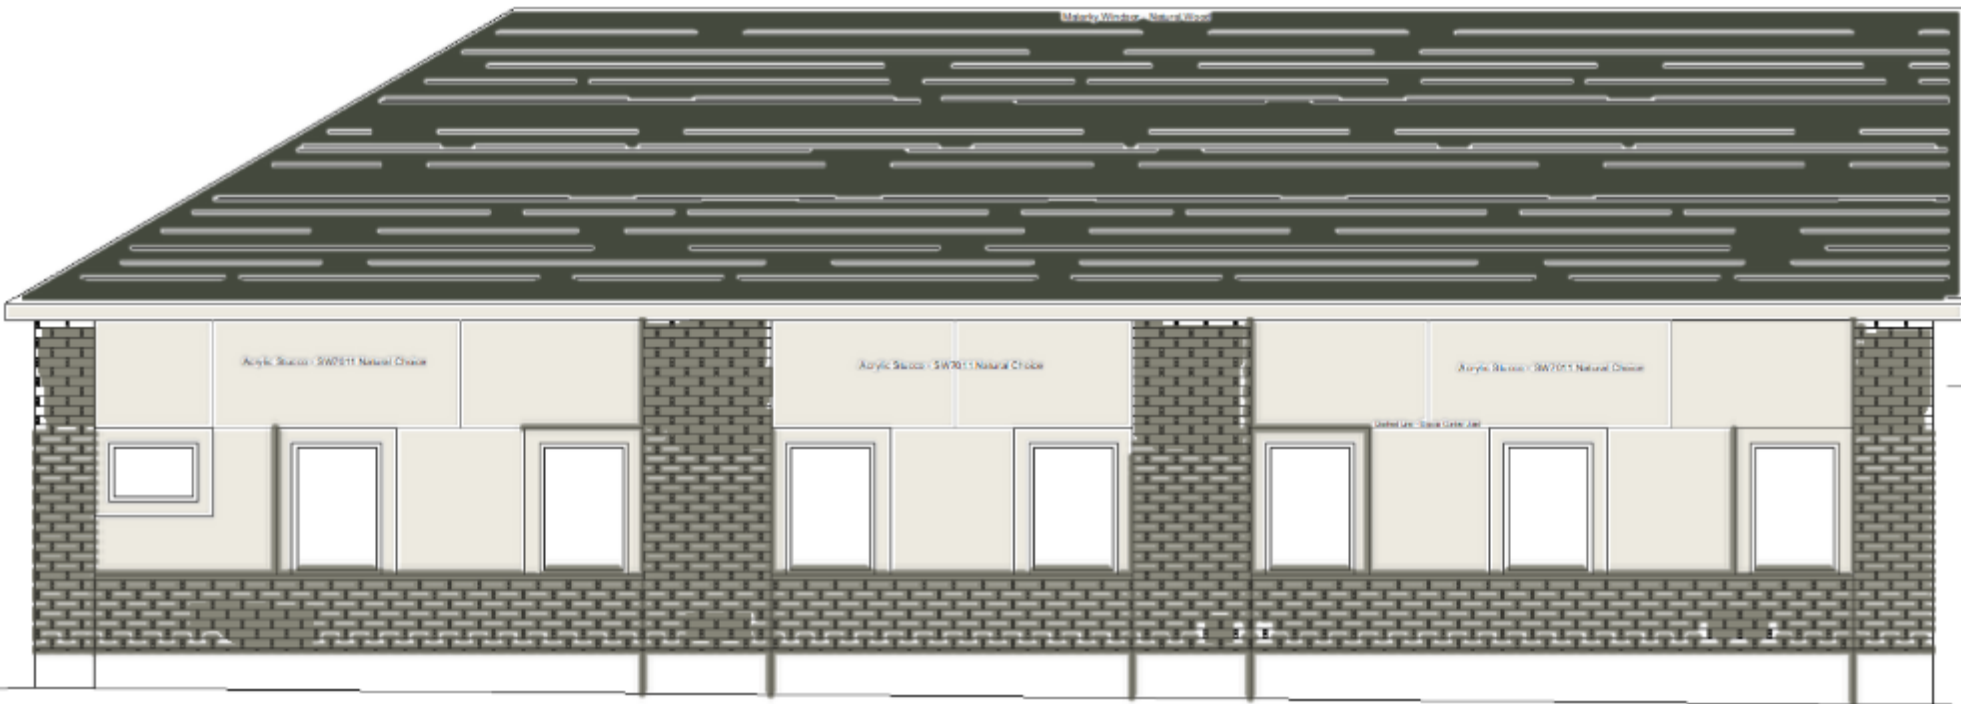 Malarky Windsor - Natural Wood
Acrylic Stucco - SW7011 Natural Choice
Acrylic Stucco - SW7011 Natural Choice
Acrylic Stucco - SW7011 Natural Choice